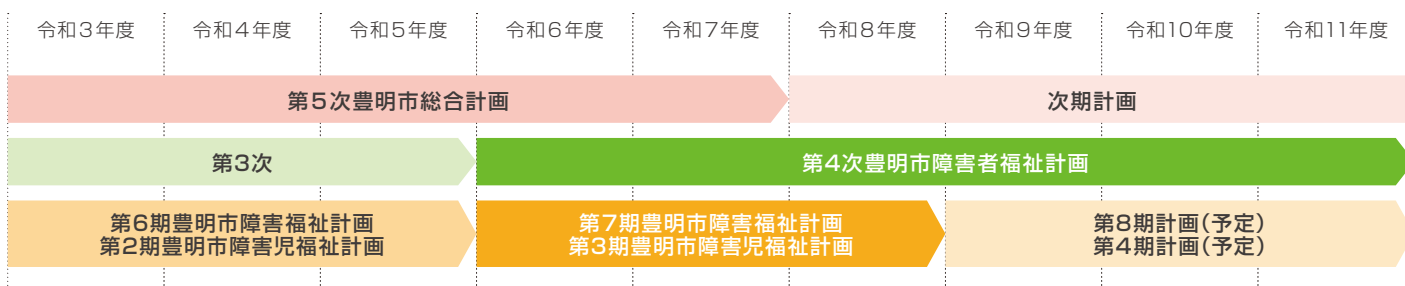 令和3年度 令和4年度 令和5年度 令和6年度 令和7年度 令和8年度 令和9年度 令和10年度 令和11年度
第5次豊明市総合計画 次期計画
第3次 第4次豊明市障害者福祉計画
第6期豊明市障害福祉計画 第7期豊明市障害福祉計画 第8期計画(予定)
第2期豊明市障害児福祉計画 第3期豊明市障害児福祉計画 第4期計画(予定)